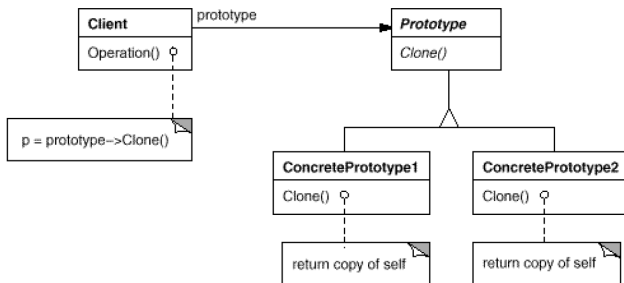 Client
prototype
Prototype
Operation()
Clone()
p = prototype–>Clone()
ConcretePrototype1
ConcretePrototype2
Clone()
Clone()
return copy of self
return copy of self